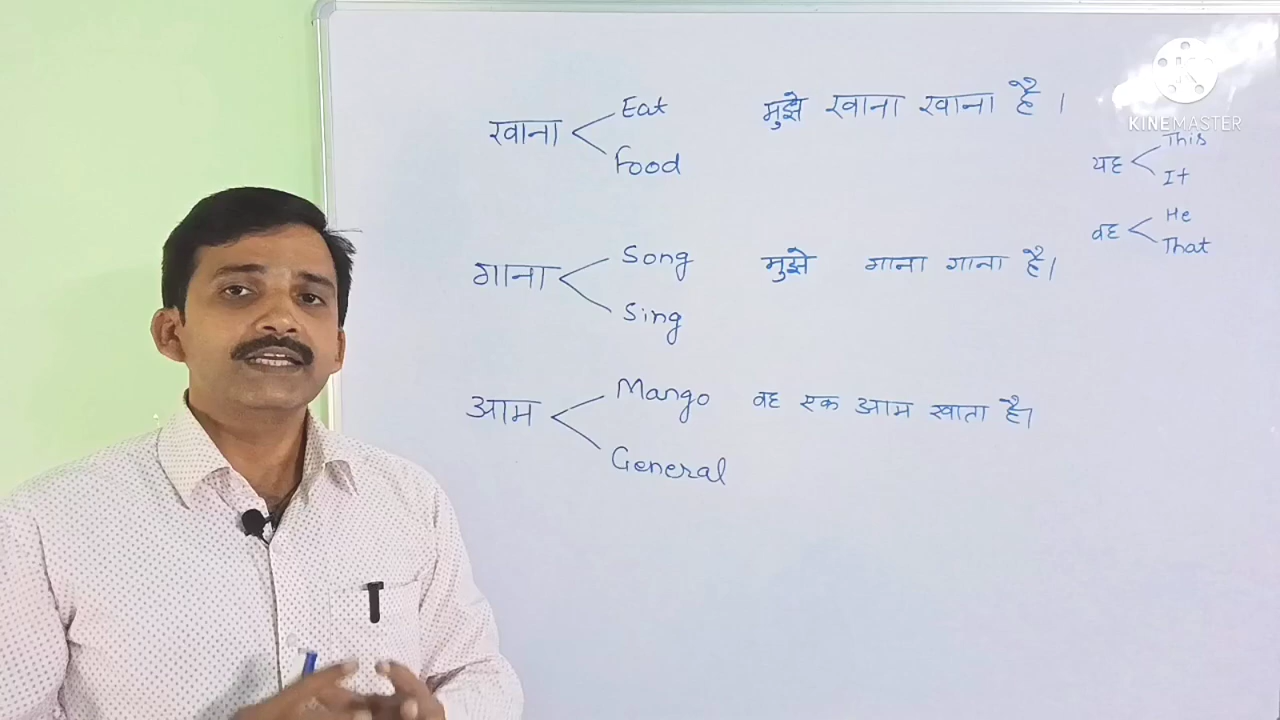 खाना
Eat
Food
मुझे खाना खाना है ।
गाना
Song
Sing
मुझे गाना गाना है।
आम
Mango
General
वह एक आम खाता है।
KINEMASTER
यह
This
It
वह
He
That